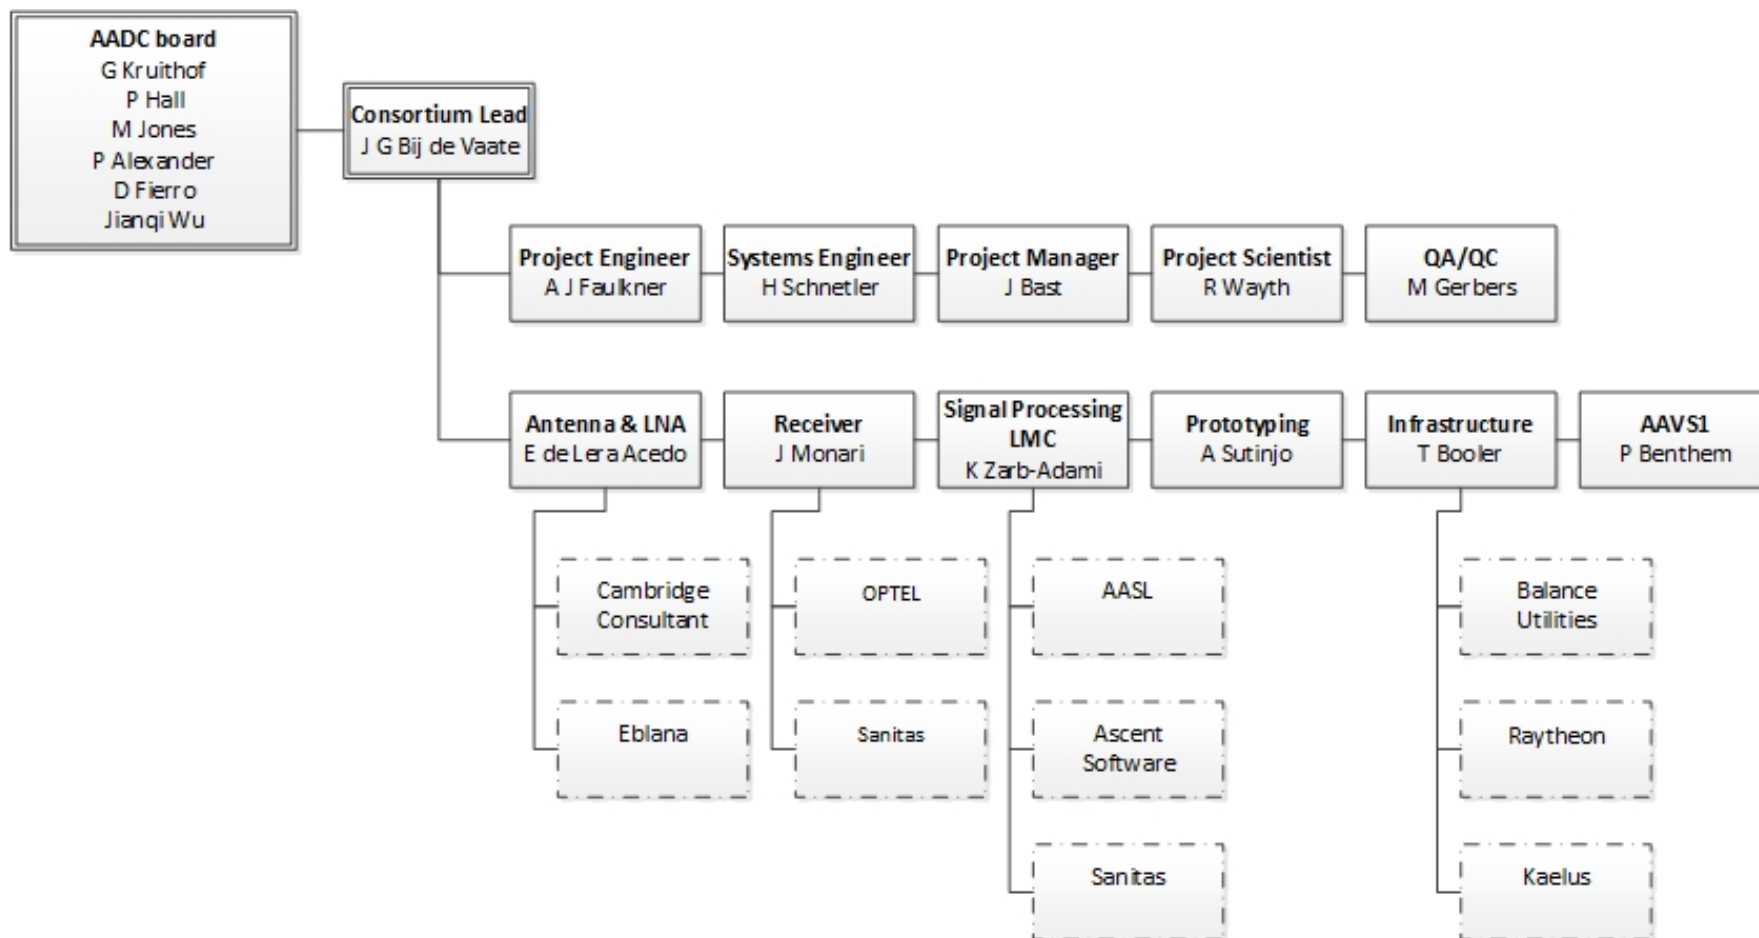 AADC board
G Kruithof
P Hall
M Jones
P Alexander
D Fierro
Jianqi Wu
Consortium Lead
J G Bij de Vaate
Project Engineer
A J Faulkner
Systems Engineer
H Schnetler
Project Manager
J Bast
Project Scientist
R Wayth
QA/QC
M Gerbers
Antenna & LNA
E de Lera Acedo
Receiver
J Monari
Signal Processing
LMC
K Zarb-Adami
Prototyping
A Sutinjo
Infrastructure
T Booler
AAVS1
P Benthem
Cambridge
Consultant
Eblana
OPTEL
Sanitas
AASL
Ascent
Software
Sanitas
Balance
Utilities
Raytheon
Kaelus